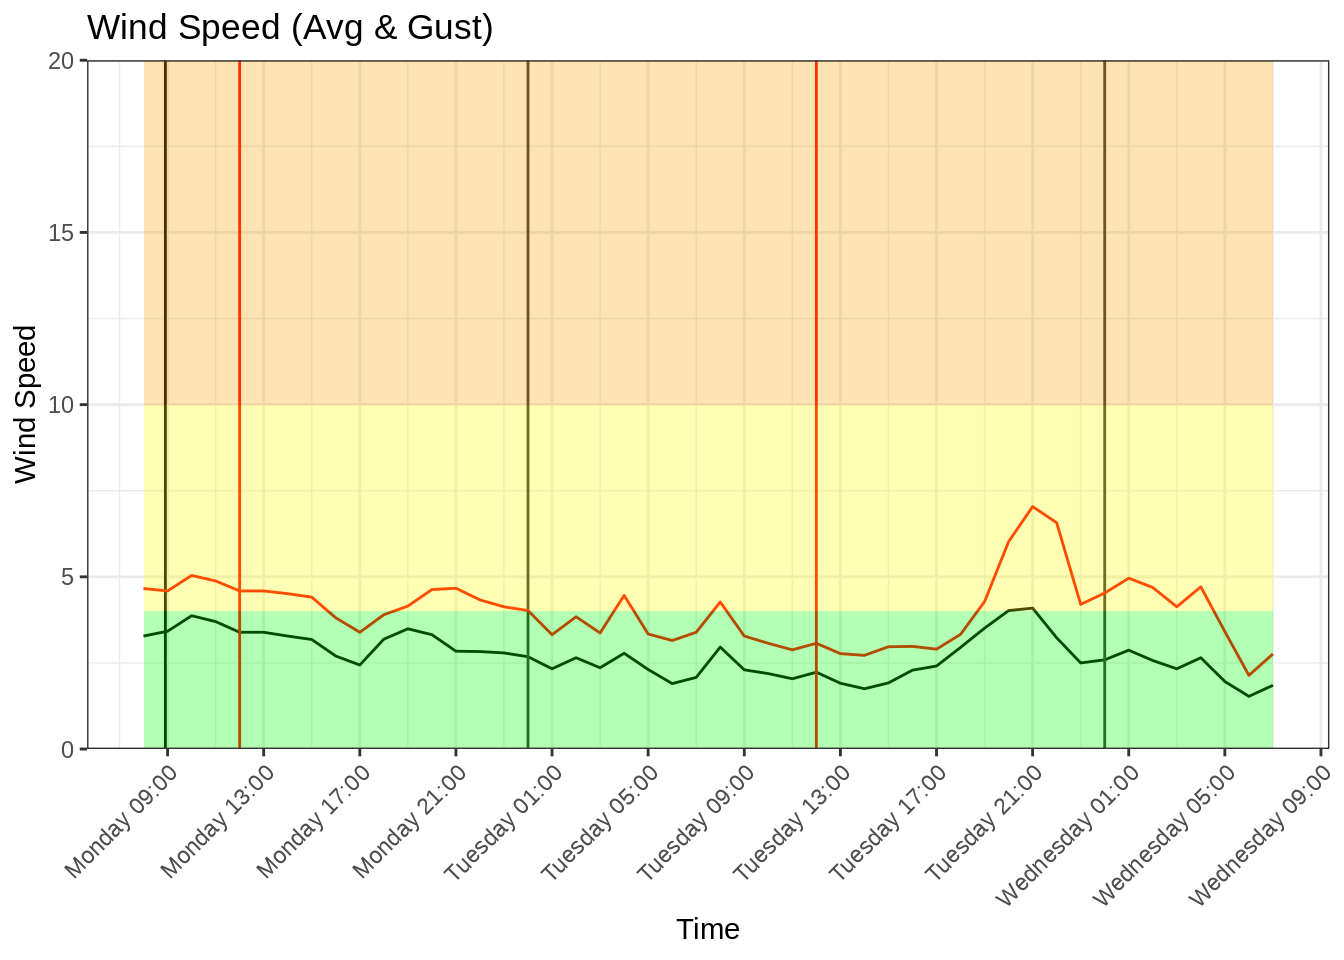 Wind Speed (Avg & Gust)
Wind Speed
20
15
10
5
0
Monday 09:00
Monday 13:00
Monday 17:00
Monday 21:00
Tuesday 01:00
Tuesday 05:00
Tuesday 09:00
Tuesday 13:00
Tuesday 17:00
Tuesday 21:00
Wednesday 01:00
Wednesday 05:00
Wednesday 09:00
Time